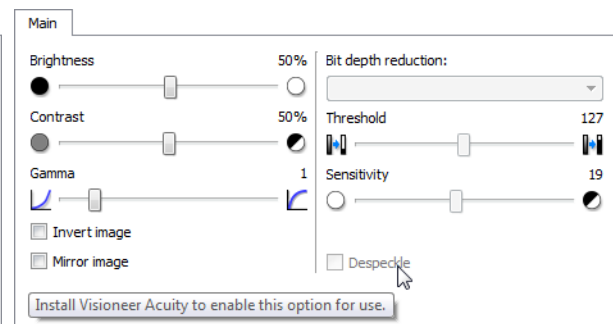 Main
Brightness 50%
Contrast 50%
Gamma 1
Invert image
Mirror image
Bit depth reduction:
Threshold 127
Sensitivity 19
Despeckle
Install Visioneer Acuity to enable this option for use.